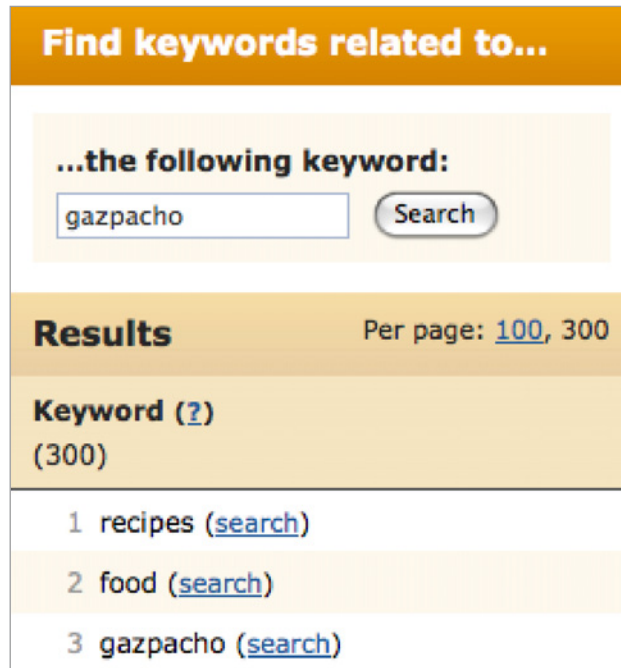 Find keywords related to...
...the following keyword:
gazpacho Search
Results Per page: 100, 300
Keyword (?)
(300)
1 recipes (search)
2 food (search)
3 gazpacho (search)